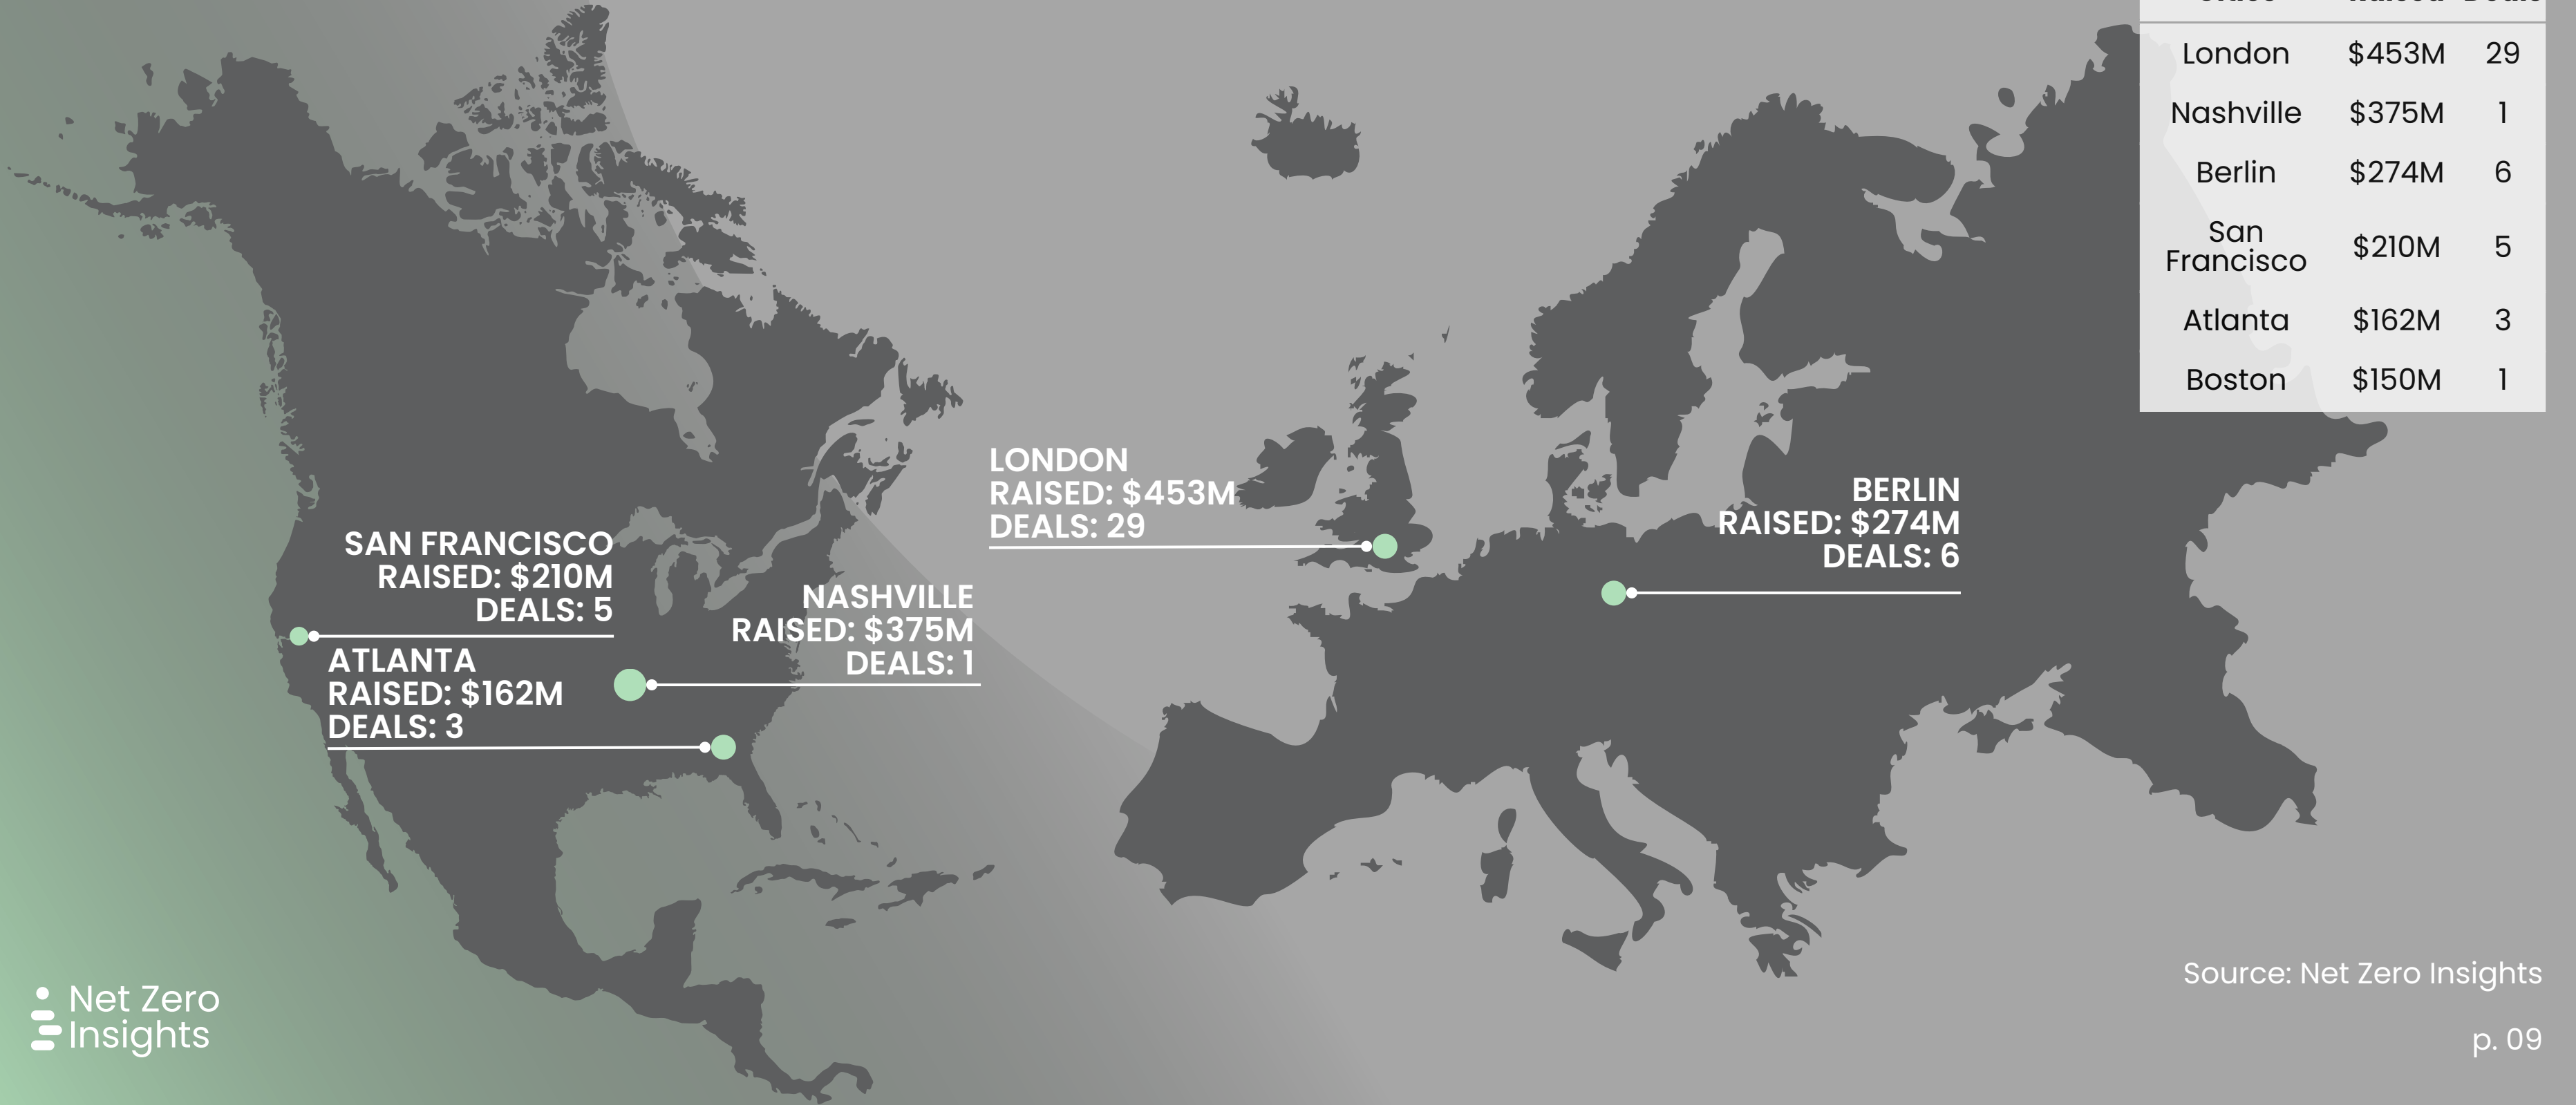 London $453M 29
Nashville $375M 1
Berlin $274M 6
San
Francisco $210M 5
Atlanta $162M 3
Boston $150M 1
LONDON
RAISED: $453M
DEALS: 29
BERLIN
RAISED: $274M
DEALS: 6
SAN FRANCISCO
RAISED: $210M
DEALS: 5
NASHVILLE
RAISED: $375M
DEALS: 1
ATLANTA
RAISED: $162M
DEALS: 3
Source: Net Zero Insights
Net Zero
Insights
p. 09